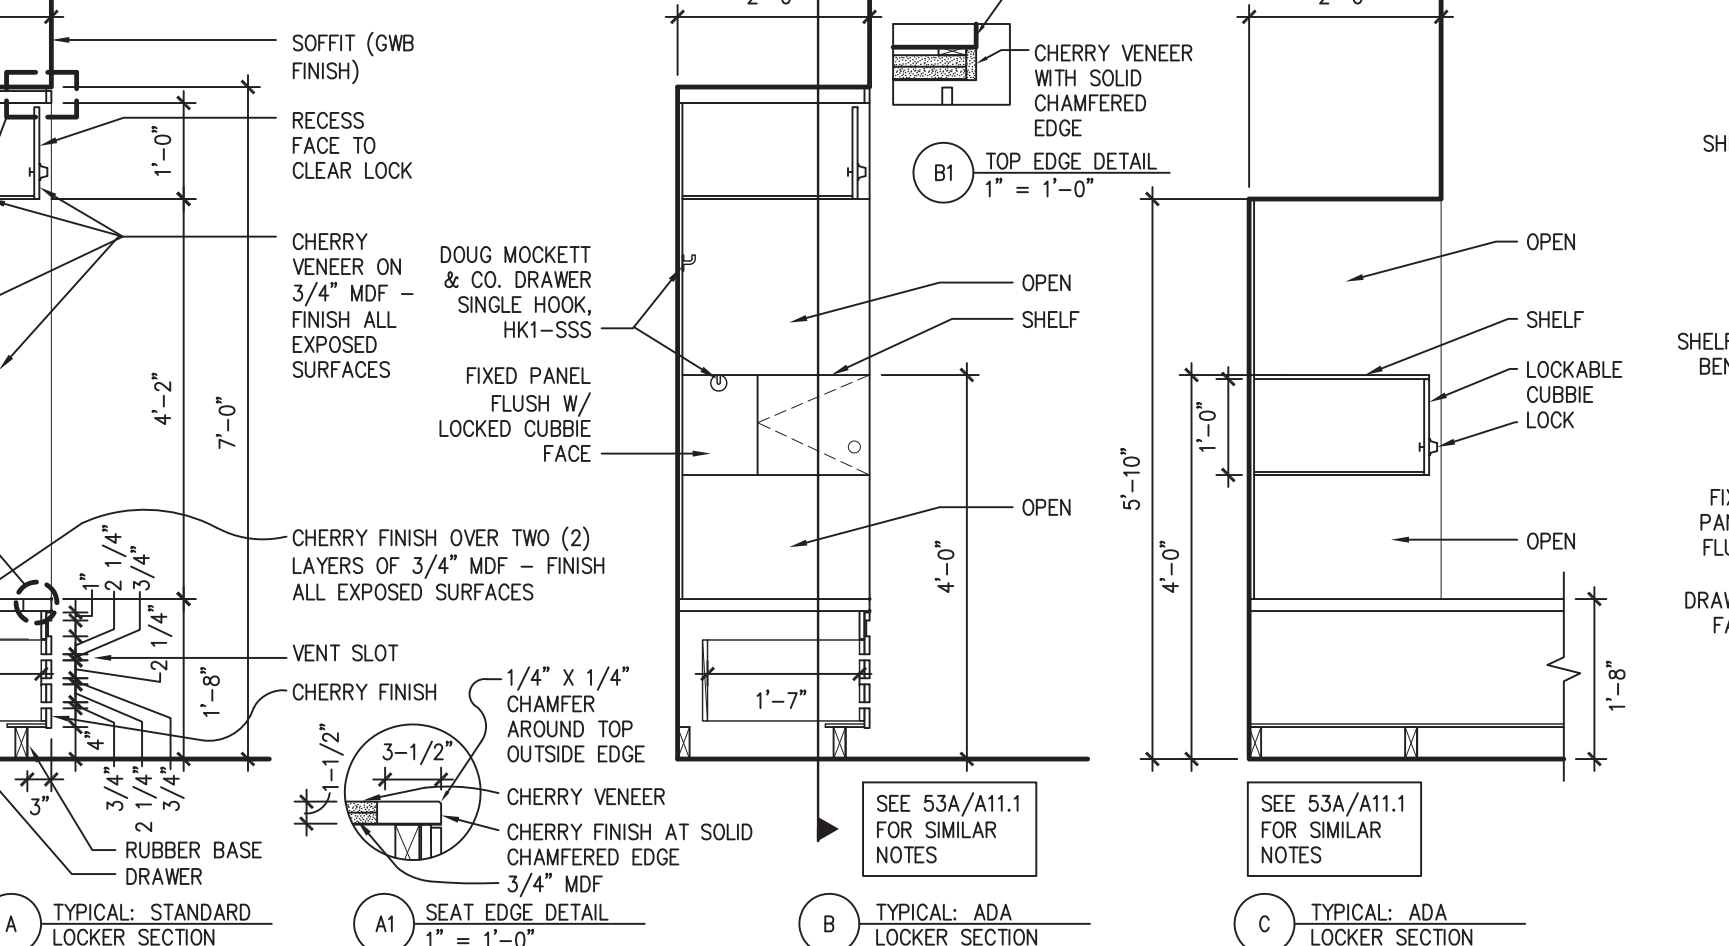 SOFFIT (GWB
FINISH)
RECESS
FACE TO
CLEAR LOCK
CHERRY
VENEER ON
3/4" MDF –
FINISH ALL
EXPOSED
SURFACES
1'-0"
4'-2"
7'-0"
CHERRY FINISH OVER TWO (2)
LAYERS OF 3/4" MDF – FINISH
ALL EXPOSED SURFACES
1"
2 1/4"
3/4"
2 1/4"
VENT SLOT
CHERRY FINISH
1'-8"
4"
3/4"
2 1/4"
3/4"
3"
RUBBER BASE
DRAWER
A
TYPICAL: STANDARD
LOCKER SECTION
1/4" X 1/4"
CHAMFER
AROUND TOP
OUTSIDE EDGE
1-1/2"
3-1/2"
CHERRY VENEER
CHERRY FINISH AT SOLID
CHAMFERED EDGE
3/4" MDF
A1
SEAT EDGE DETAIL
1" = 1'-0"
DOUG MOCKETT
& CO. DRAWER
SINGLE HOOK,
HK1-SSS
FIXED PANEL
FLUSH W/
LOCKED CUBBIE
FACE
OPEN
SHELF
OPEN
4'-0"
1'-7"
SEE 53A/A11.1
FOR SIMILAR
NOTES
B
TYPICAL: ADA
LOCKER SECTION
CHERRY VENEER
WITH SOLID
CHAMFERED
EDGE
B1
TOP EDGE DETAIL
1" = 1'-0"
OPEN
SHELF
LOCKABLE
CUBBIE
LOCK
OPEN
5'-10"
4'-0"
1'-0"
1'-8"
SEE 53A/A11.1
FOR SIMILAR
NOTES
C
TYPICAL: ADA
LOCKER SECTION